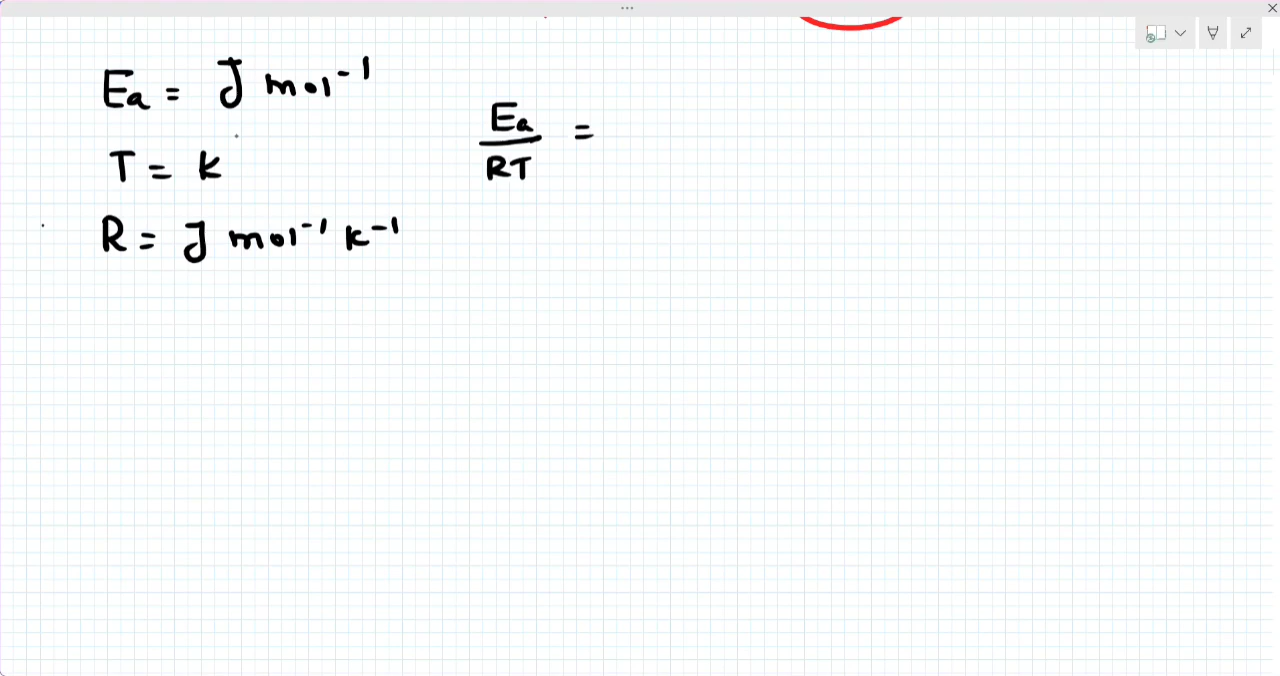 Ea = J mol⁻¹
T = K
R = J mol⁻¹ K⁻¹
Ea/RT =